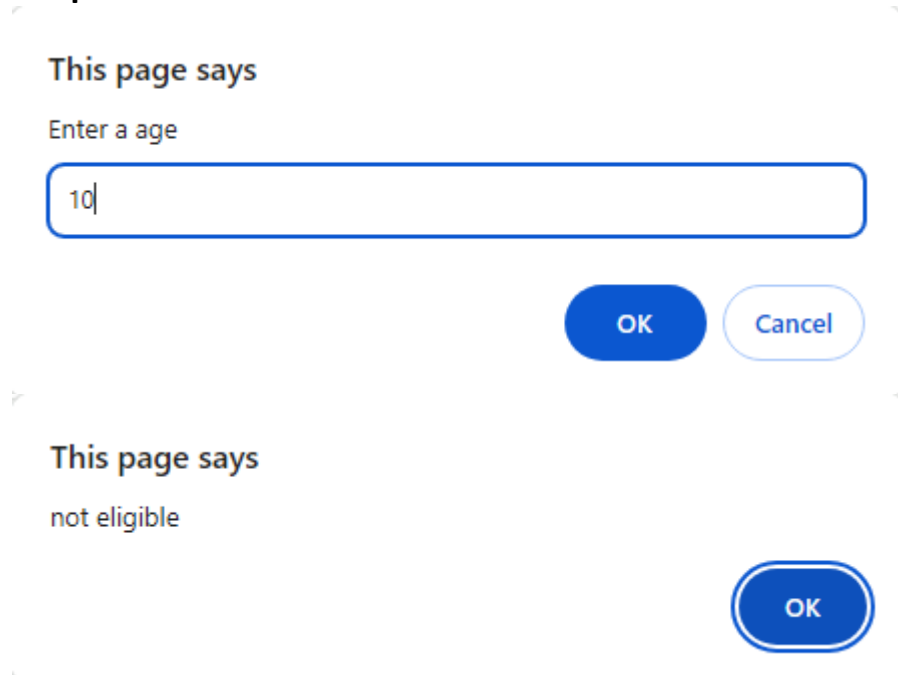 This page says
Enter a age
10
OK Cancel
This page says
not eligible
OK